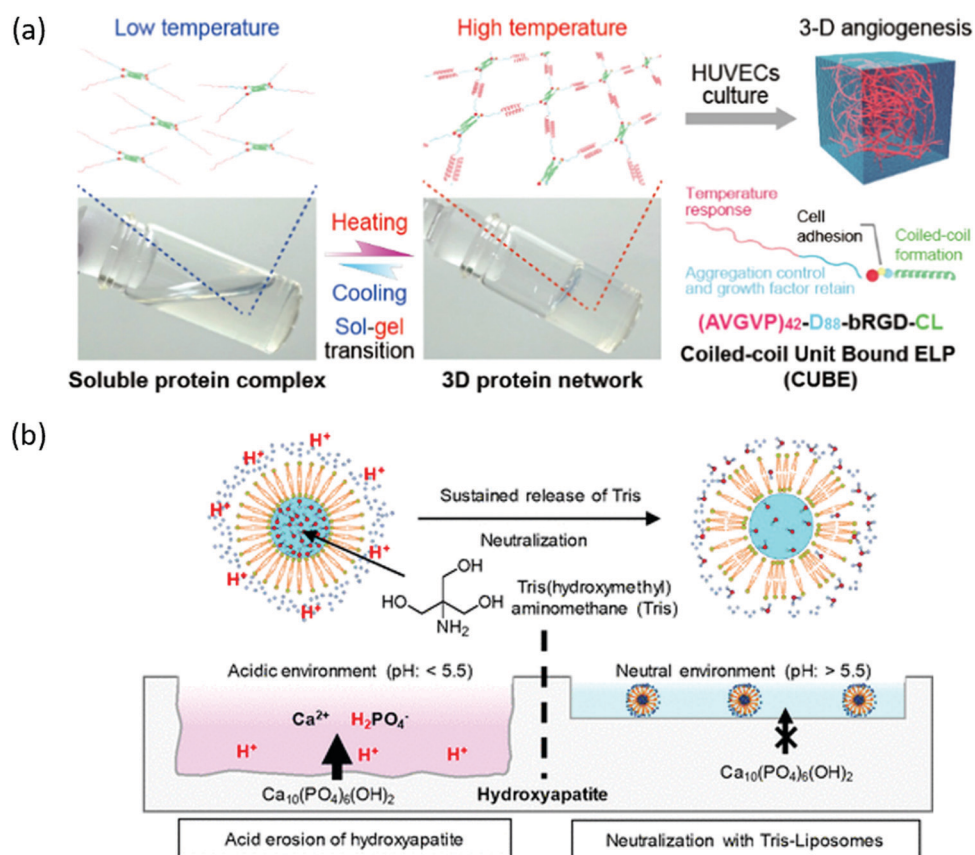 (a)
Low temperature
High temperature
3-D angiogenesis
HUVECs
culture
Heating
Cooling
Sol-gel
transition
Temperature
response
Cell
adhesion
Coiled-coil
formation
Aggregation control
and growth factor retain
(AVGVP)42-D88-bRGD-CL
Coiled-coil Unit Bound ELP
(CUBE)
Soluble protein complex
3D protein network
(b)
H+
H+
H+
H+
H+
H+
H+
Sustained release of Tris
Neutralization
HO
OH
OH
NH2
Tris(hydroxymethyl)
aminomethane (Tris)
Acidic environment (pH: < 5.5)
Neutral environment (pH: > 5.5)
Ca2+ H2PO4-
H+ H+ H+
Ca10(PO4)6(OH)2
Hydroxyapatite
Ca10(PO4)6(OH)2
Acid erosion of hydroxyapatite
Neutralization with Tris-Liposomes